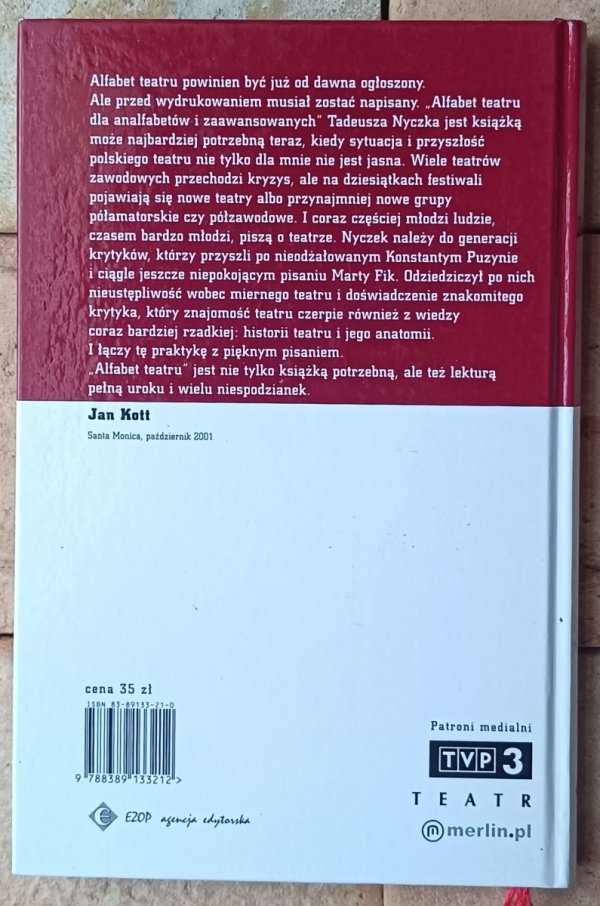 Alfabet teatru powinien być już od dawna ogłoszony.
Ale przed wydrukowaniem musiał zostać napisany. „Alfabet teatru
dla analfabetów i zaawansowanych" Tadeusza Nyczka jest książką
może najbardziej potrzebną teraz, kiedy sytuacja i przyszłość
polskiego teatru nie tylko dla mnie nie jest jasna. Wiele teatrów
zawodowych przechodzi kryzys, ale na dziesiątkach festiwali
pojawiają się nowe teatry albo przynajmniej nowe grupy
półamatorskie czy półzawodowe. I coraz częściej młodzi ludzie,
czasem bardzo młodzi, piszą o teatrze. Nyczek należy do generacji
krytyków, którzy przyszli po nieodżałowanym Konstantym Puzynie
i ciągle jeszcze niepokojącym pisaniu Marty Fik. Odziedziczył po nich
nieustępliwość wobec miernego teatru i doświadczenie znakomitego
krytyka, który znajomość teatru czerpie również z wiedzy
coraz bardziej rzadkiej: historii teatru i jego anatomii.
I łączy tę praktykę z pięknym pisaniem.
„Alfabet teatru" jest nie tylko książką potrzebną, ale też lekturą
pełną uroku i wielu niespodzianek.
Jan Kott
Santa Monica, październik 2001
cena 35 zł
ISBN 83-89133-21-0
9 788389 133212 >
EZOP agencja edytorska
Patroni medialni
TVP 3
TEATR
m merlin.pl